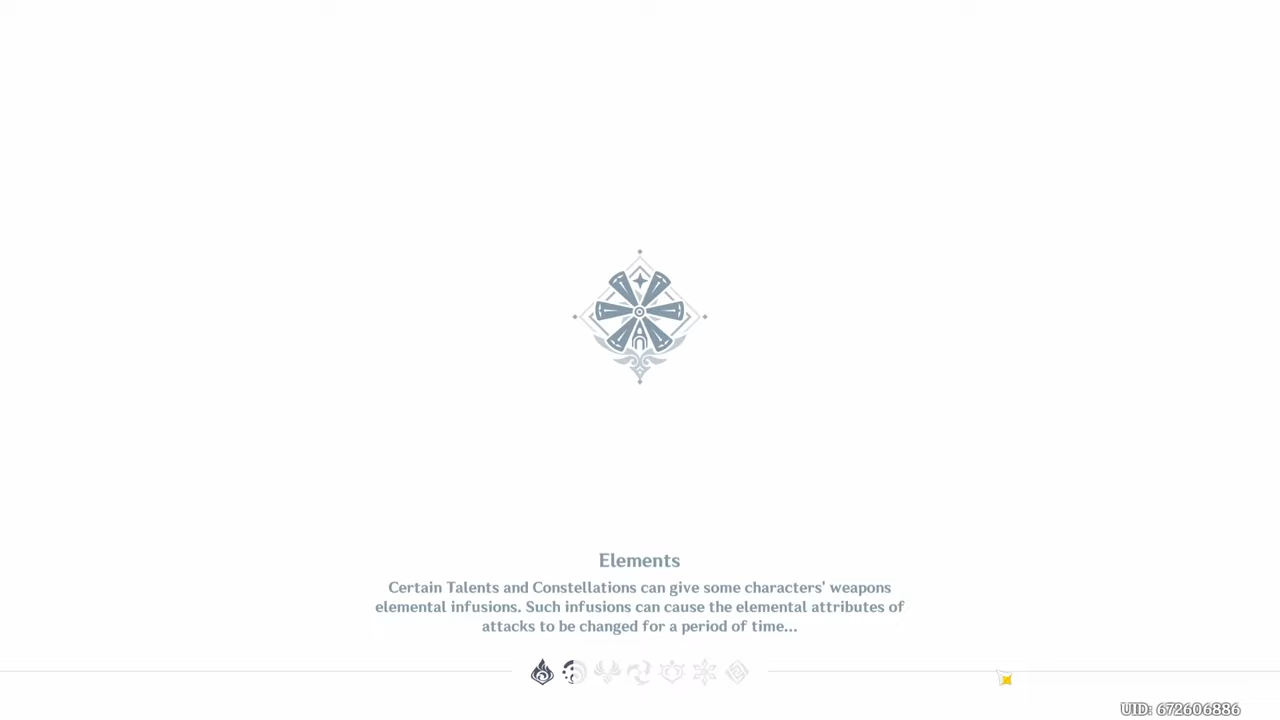 Elements
Certain Talents and Constellations can give some characters' weapons
elemental infusions. Such infusions can cause the elemental attributes of
attacks to be changed for a period of time...
UID: 672606886